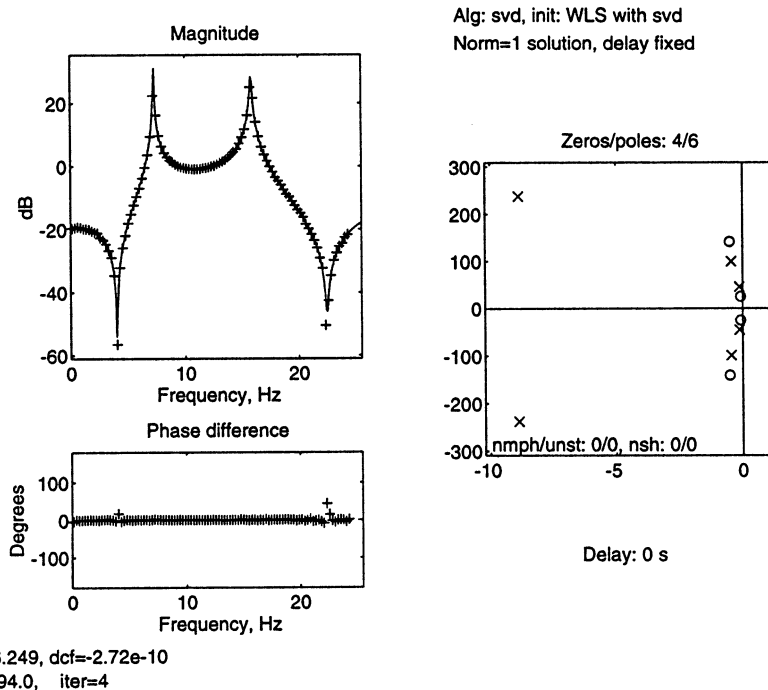 Alg: svd, init: WLS with svd
Norm=1 solution, delay fixed
Magnitude
20
0
-20
-40
-60
dB
0 10 20
Frequency, Hz
Phase difference
100
0
-100
Degrees
0 10 20
Frequency, Hz
.249, dcf=-2.72e-10
94.0, iter=4
Zeros/poles: 4/6
300
200
100
0
-100
-200
-300
nmph/unst: 0/0, nsh: 0/0
-10 -5 0
Delay: 0 s